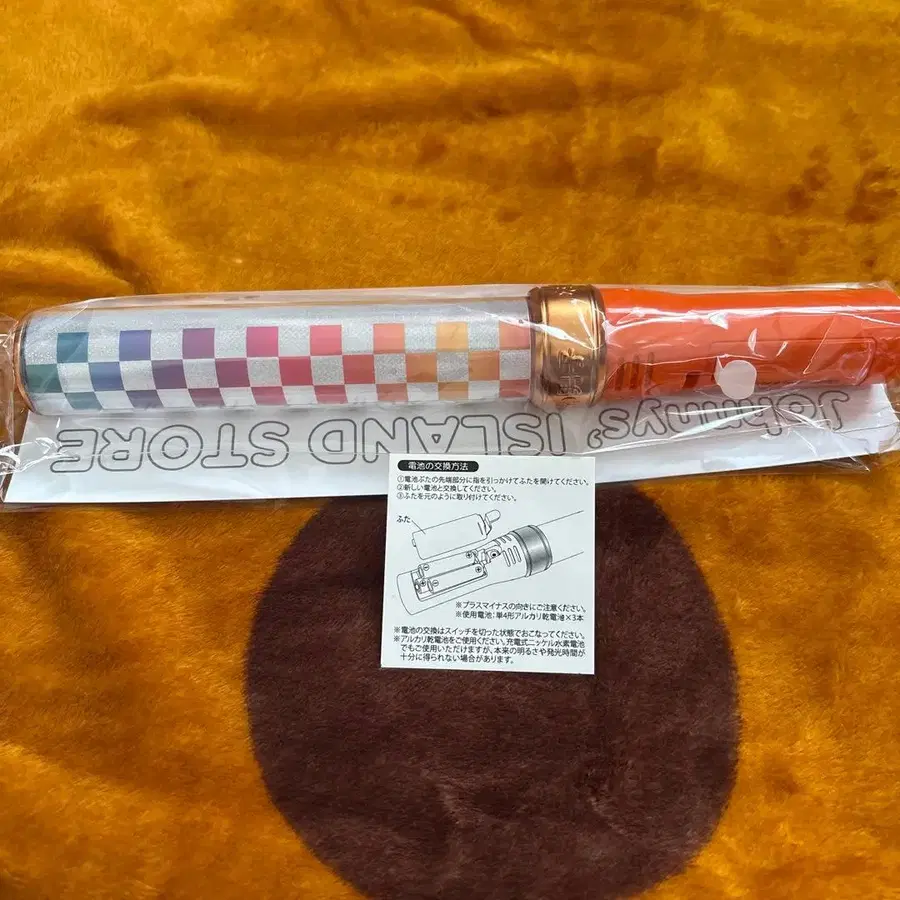 Johnnys' ISLAND STORE
電池の交換方法
①電池ぶたの先端部分に指を引っかけてふたを開けてください。
②新しい電池と交換してください。
③ふたを元のように取り付けてください。
ふた
※プラスマイナスの向きにご注意ください。
※使用電池:単4形アルカリ乾電池×3本
※電池の交換はスイッチを切った状態でおこなってください。
※アルカリ乾電池をご使用ください。充電式ニッケル水素電池
でもご使用いただけますが、本来の明るさや発光時間が
十分に得られない場合があります。